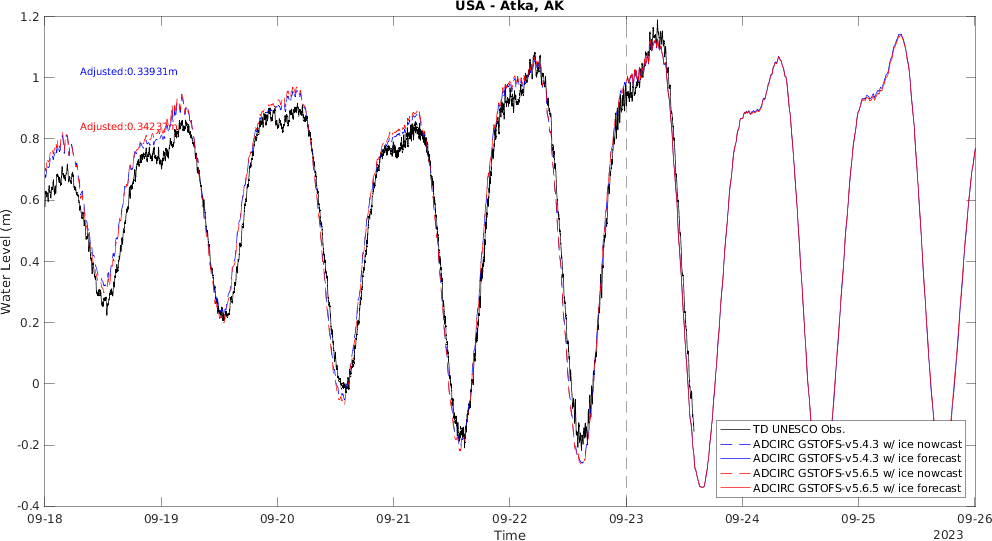 USA - Atka, AK
1.2
1
0.8
0.6
0.4
0.2
0
-0.2
-0.4
Water Level (m)
Adjusted:0.33931m
Adjusted:0.34237m
TD UNESCO Obs.
ADCIRC GSTOFS-v5.4.3 w/ ice nowcast
ADCIRC GSTOFS-v5.4.3 w/ ice forecast
ADCIRC GSTOFS-v5.6.5 w/ ice nowcast
ADCIRC GSTOFS-v5.6.5 w/ ice forecast
09-18 09-19 09-20 09-21 09-22 09-23 09-24 09-25 09-26
Time
2023